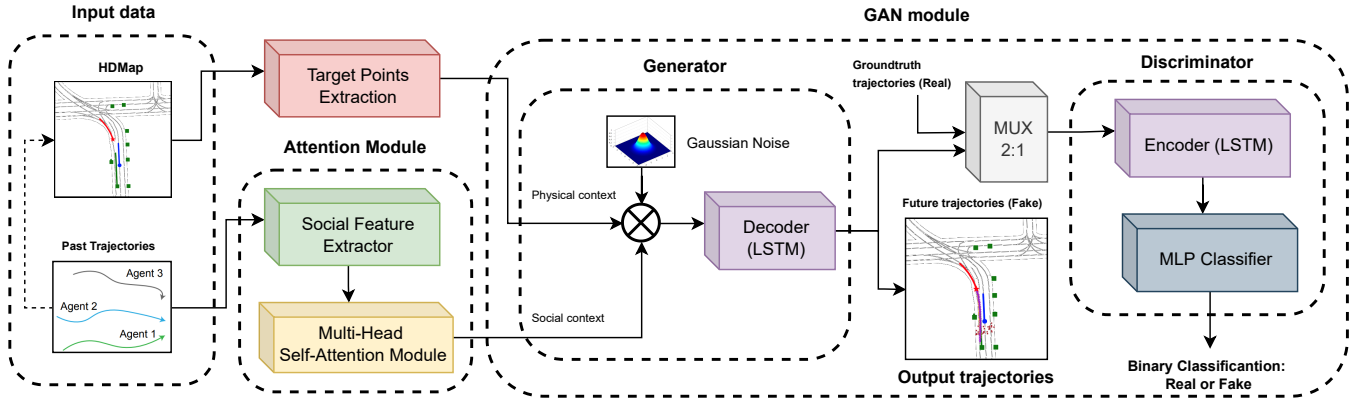 Input data
HDMap
Past Trajectories
Agent 3
Agent 2
Agent 1
Target Points
Extraction
Attention Module
Social Feature
Extractor
Multi-Head
Self-Attention Module
GAN module
Generator
Gaussian Noise
Physical context
Social context
Decoder
(LSTM)
Groundtruth
trajectories (Real)
MUX
2:1
Future trajectories (Fake)
Output trajectories
Discriminator
Encoder (LSTM)
MLP Classifier
Binary Classificantion:
Real or Fake